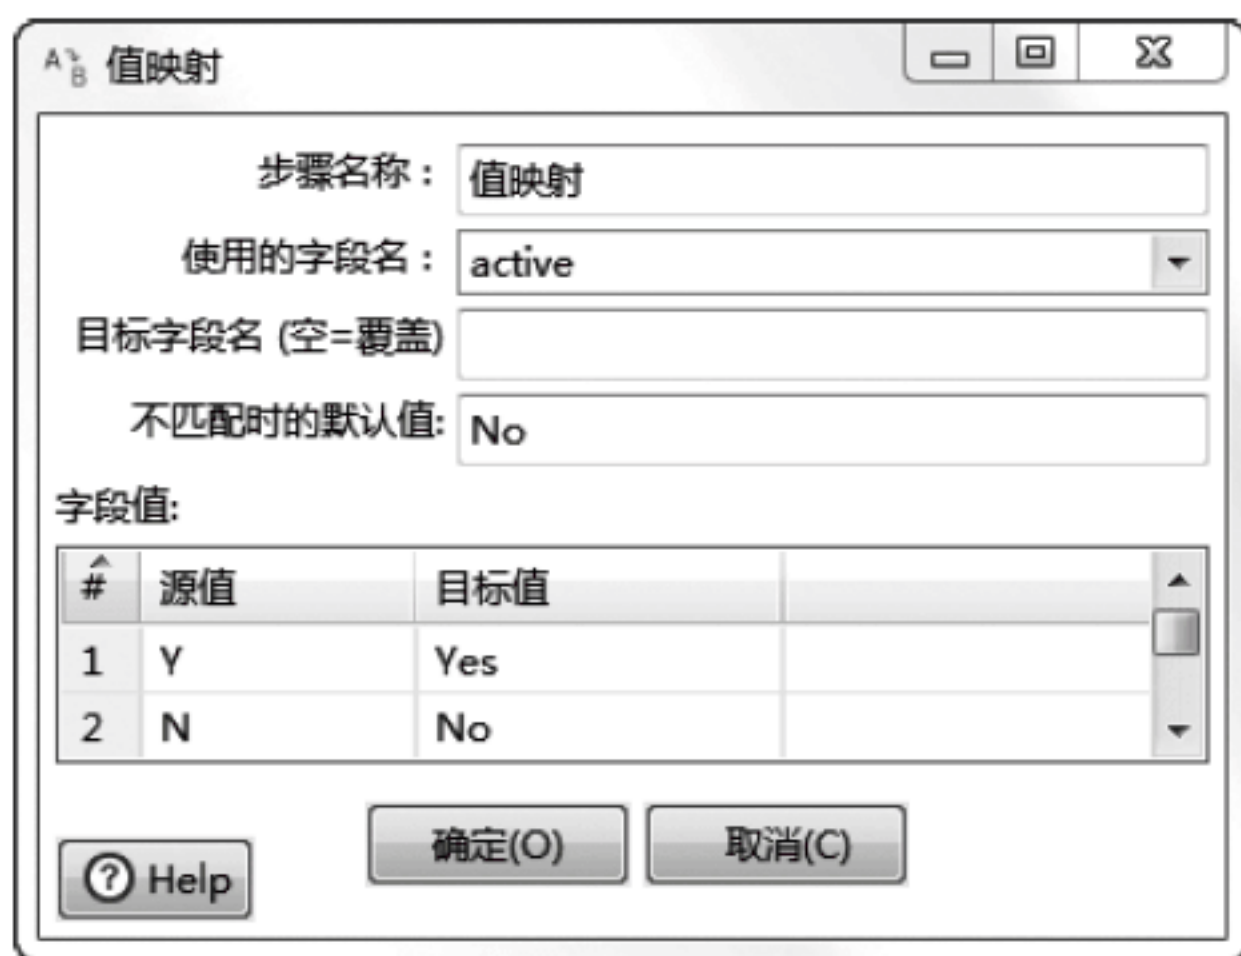 A B 值映射
步骤名称： 值映射
使用的字段名： active
目标字段名 (空=覆盖)
不匹配时的默认值: No
字段值:
# 源值 目标值
1 Y Yes
2 N No
确定(O) 取消(C)
? Help